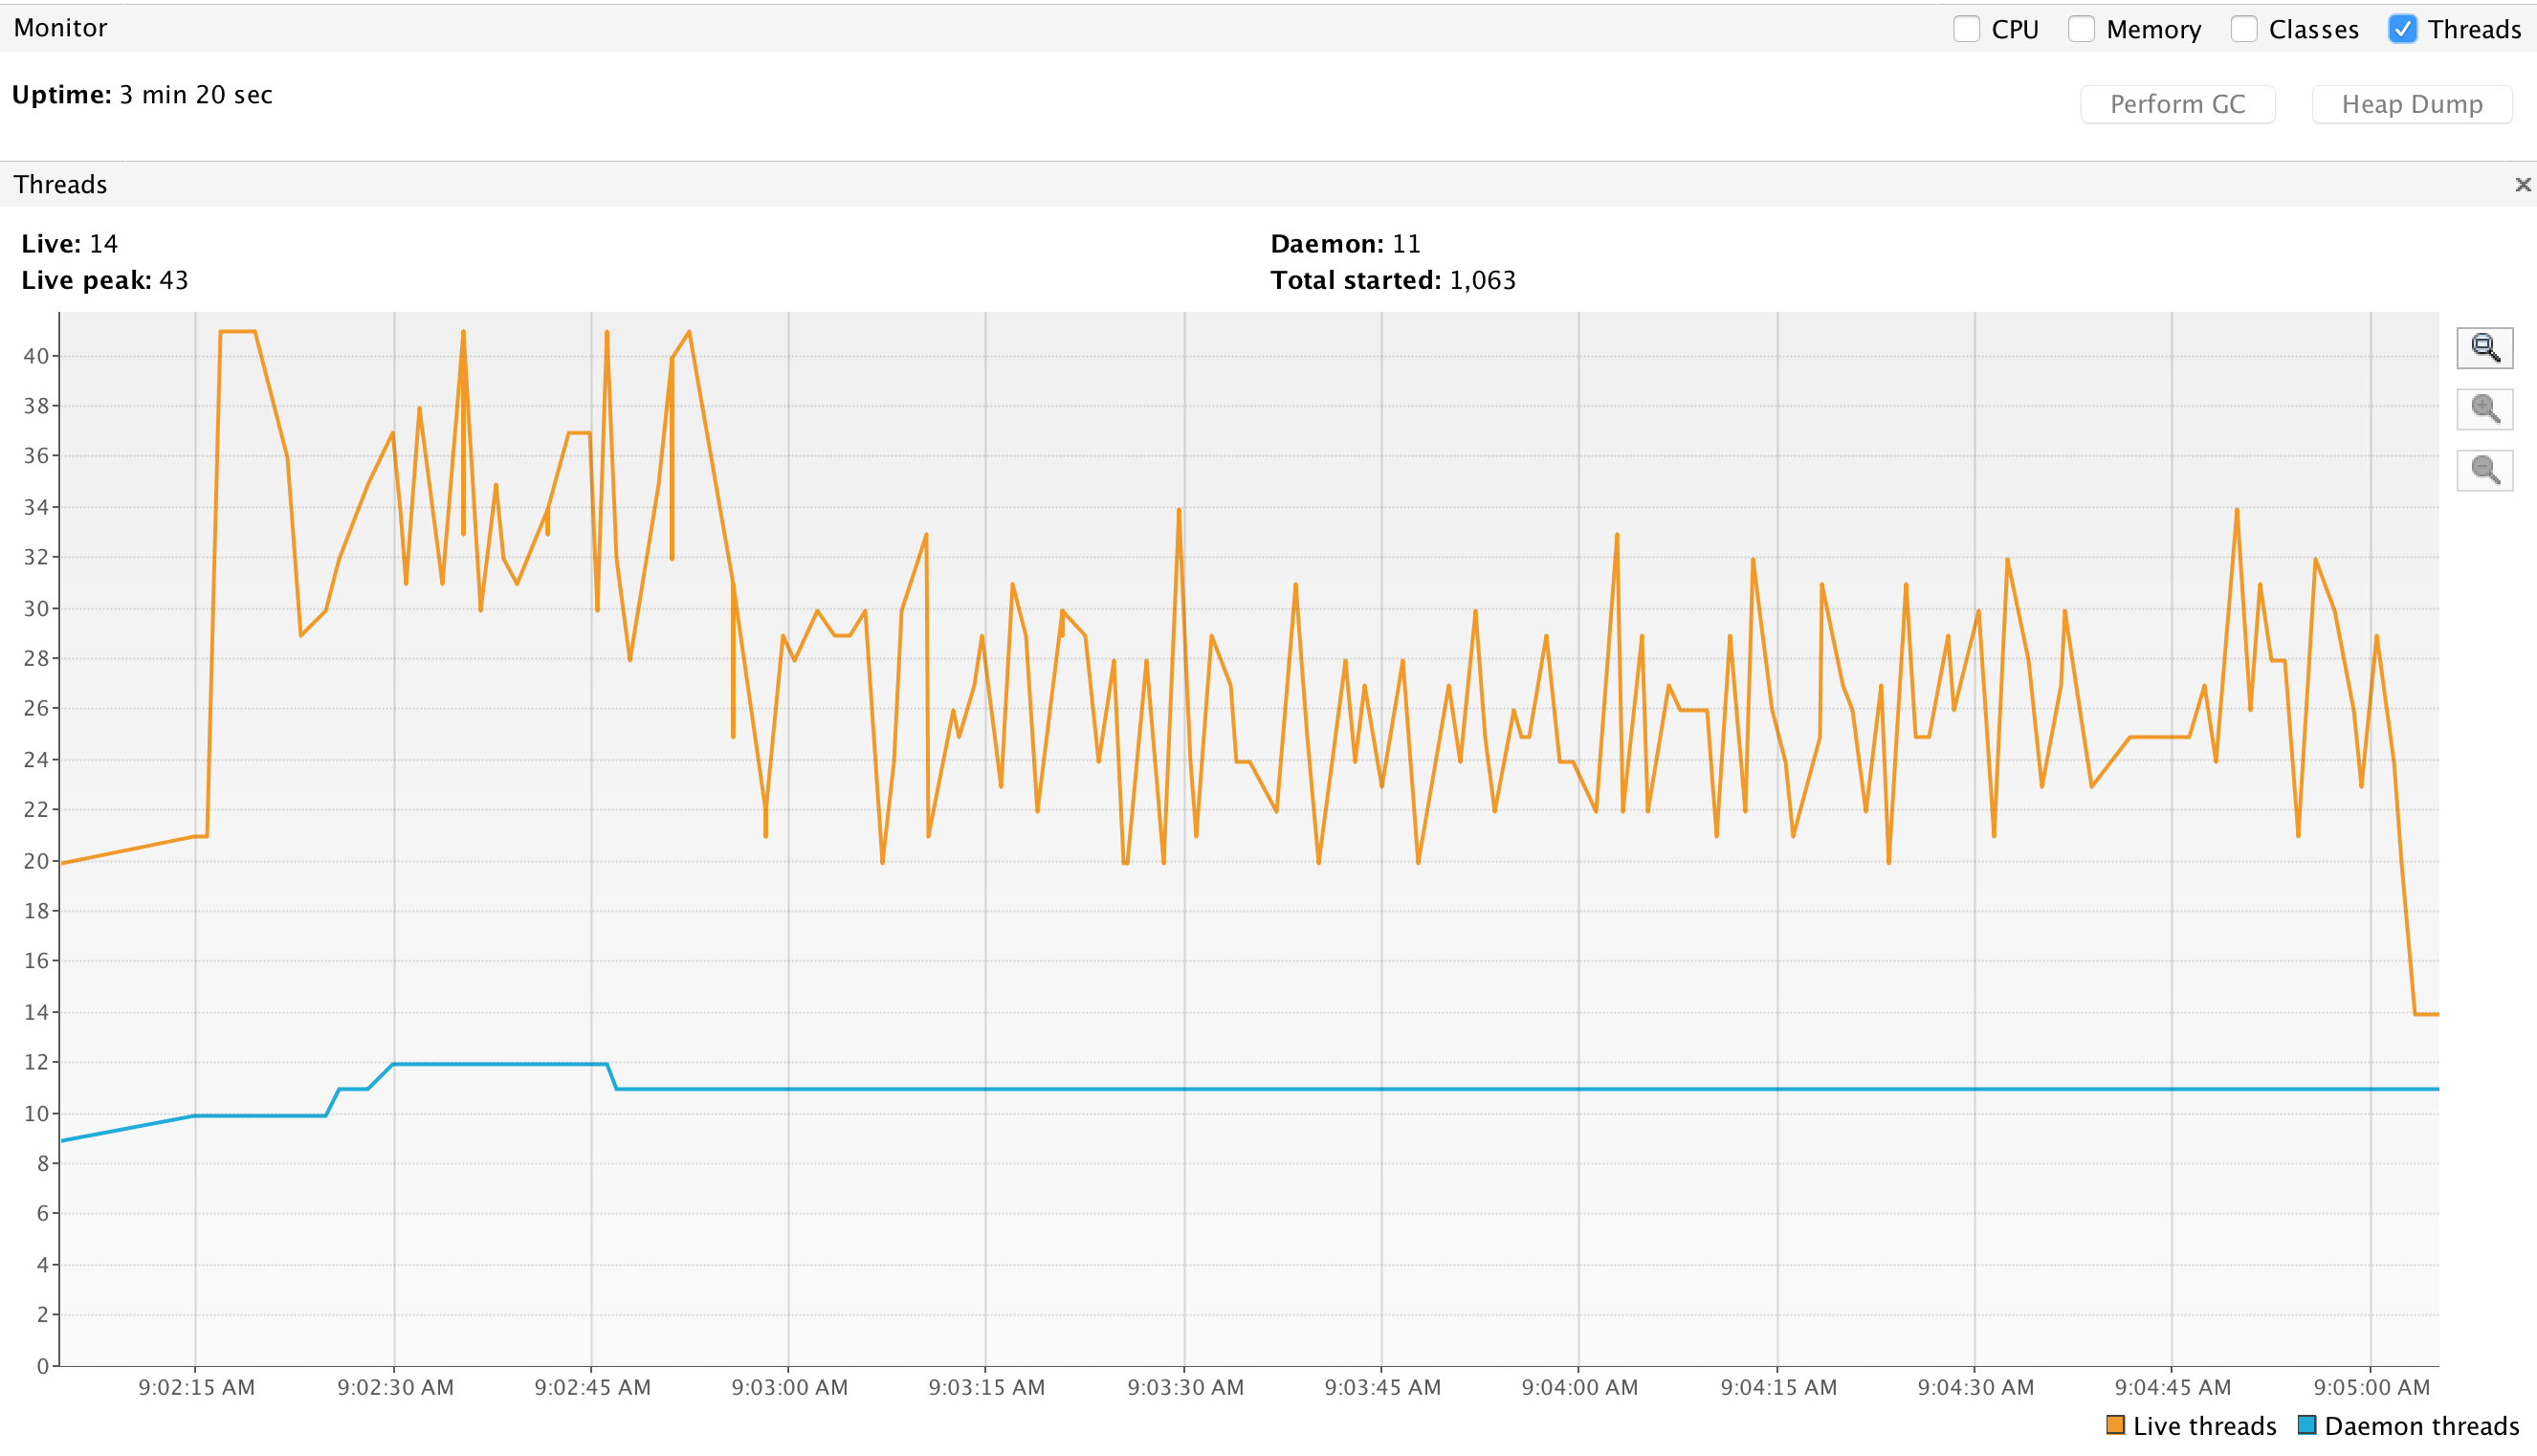 Monitor
CPU Memory Classes Threads
Uptime: 3 min 20 sec
Perform GC Heap Dump
Threads
Live: 14 Daemon: 11
Live peak: 43 Total started: 1,063
40
38
36
34
32
30
28
26
24
22
20
18
16
14
12
10
8
6
4
2
0
9:02:15 AM 9:02:30 AM 9:02:45 AM 9:03:00 AM 9:03:15 AM 9:03:30 AM 9:03:45 AM 9:04:00 AM 9:04:15 AM 9:04:30 AM 9:04:45 AM 9:05:00 AM
Live threads Daemon threads